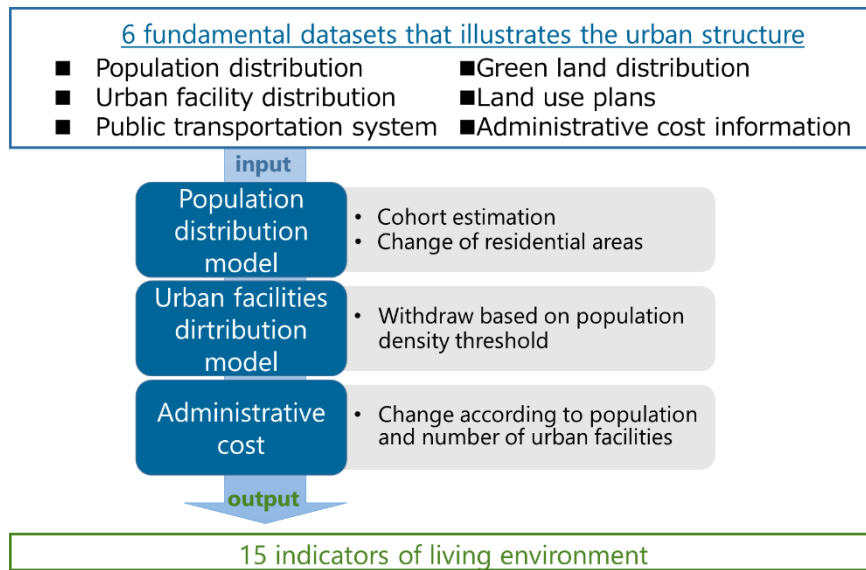 6 fundamental datasets that illustrates the urban structure
■ Population distribution
■Green land distribution
■ Urban facility distribution
■Land use plans
■ Public transportation system
■Administrative cost information
input
Population
distribution
model
• Cohort estimation
• Change of residential areas
Urban facilities
dirtribution
model
• Withdraw based on population
density threshold
Administrative
cost
• Change according to population
and number of urban facilities
output
15 indicators of living environment